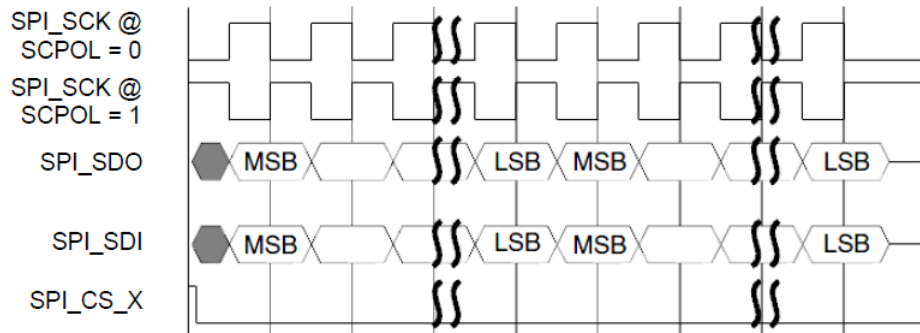 SPI_SCK @
SCPOL = 0
SPI_SCK @
SCPOL = 1
SPI_SDO MSB LSB MSB LSB
SPI_SDI MSB LSB MSB LSB
SPI_CS_X